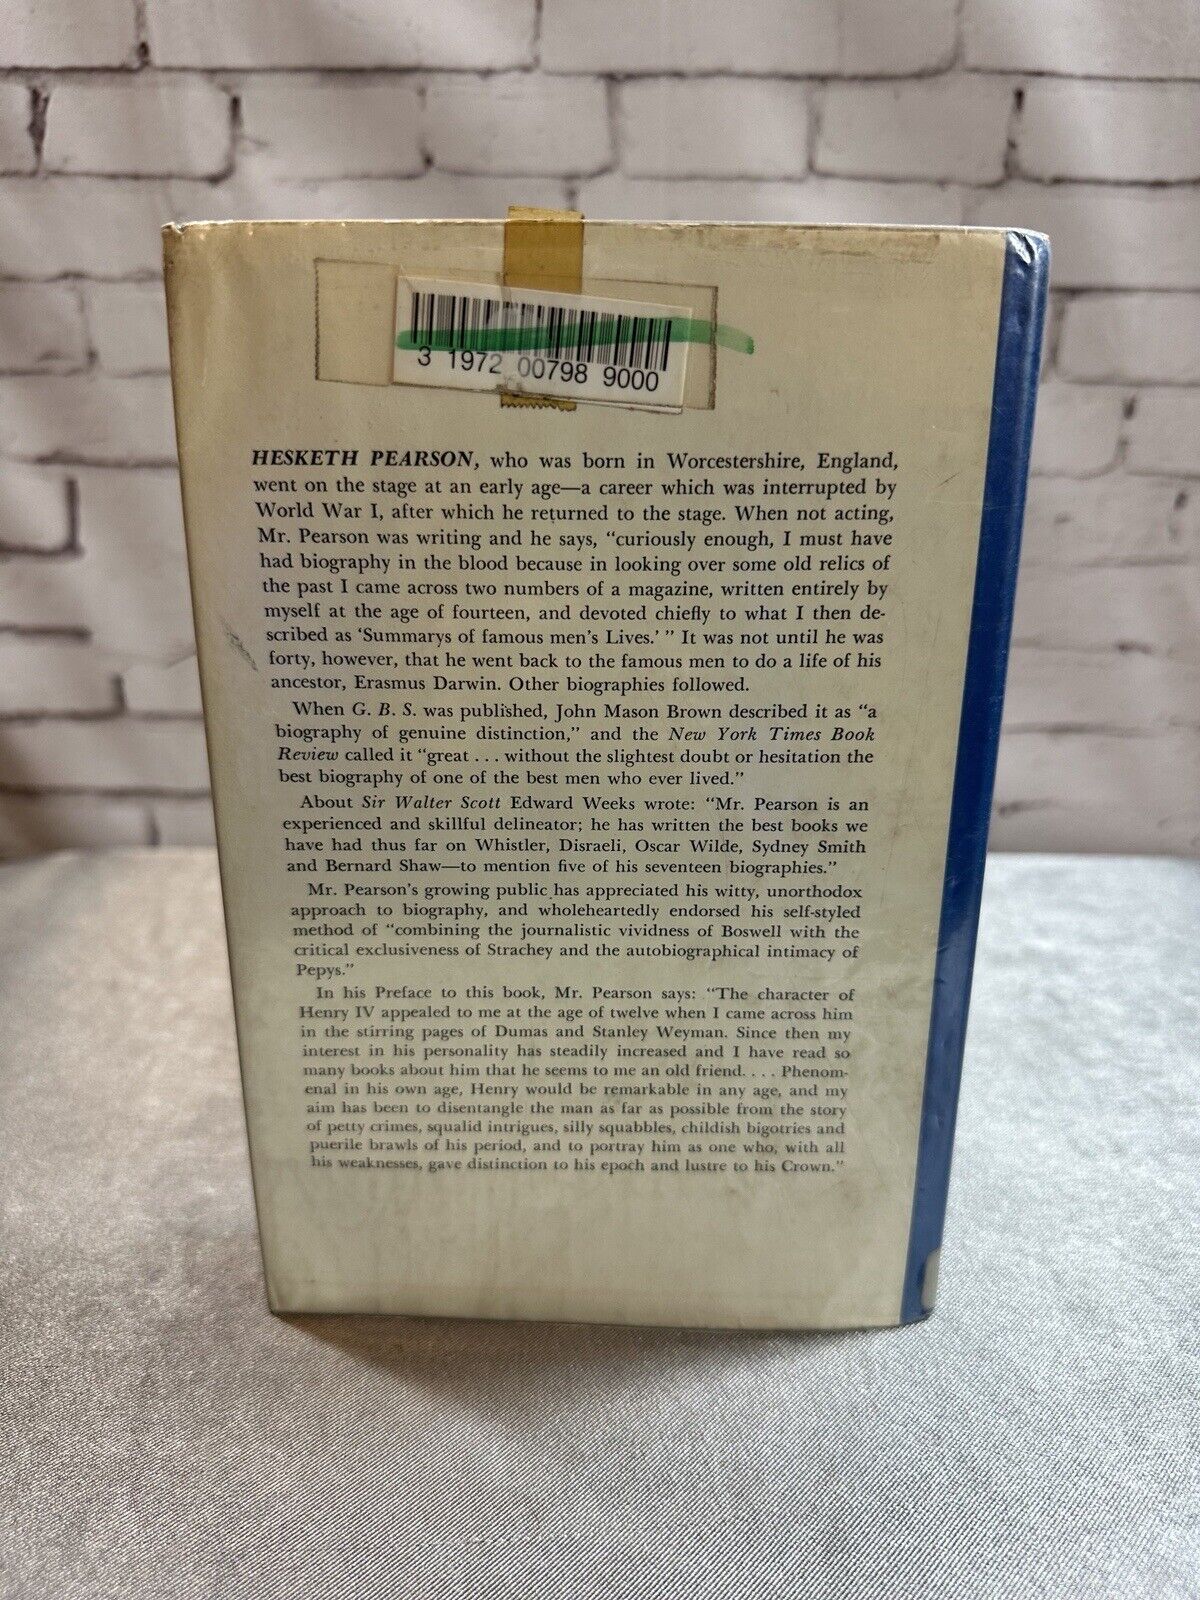 3 1972 00798 9000
HESKETH PEARSON, who was born in Worcestershire, England,
went on the stage at an early age—a career which was interrupted by
World War I, after which he returned to the stage. When not acting,
Mr. Pearson was writing and he says, “curiously enough, I must have
had biography in the blood because in looking over some old relics of
the past I came across two numbers of a magazine, written entirely by
myself at the age of fourteen, and devoted chiefly to what I then de-
scribed as ‘Summarys of famous men’s Lives.’ ” It was not until he was
forty, however, that he went back to the famous men to do a life of his
ancestor, Erasmus Darwin. Other biographies followed.
When G. B. S. was published, John Mason Brown described it as “a
biography of genuine distinction,” and the New York Times Book
Review called it “great . . . without the slightest doubt or hesitation the
best biography of one of the best men who ever lived.”
About Sir Walter Scott Edward Weeks wrote: “Mr. Pearson is an
experienced and skillful delineator; he has written the best books we
have had thus far on Whistler, Disraeli, Oscar Wilde, Sydney Smith
and Bernard Shaw—to mention five of his seventeen biographies.”
Mr. Pearson’s growing public has appreciated his witty, unorthodox
approach to biography, and wholeheartedly endorsed his self-styled
method of “combining the journalistic vividness of Boswell with the
critical exclusiveness of Strachey and the autobiographical intimacy of
Pepys.”
In his Preface to this book, Mr. Pearson says: “The character of
Henry IV appealed to me at the age of twelve when I came across him
in the stirring pages of Dumas and Stanley Weyman. Since then my
interest in his personality has steadily increased and I have read so
many books about him that he seems to me an old friend. . . . Phenom-
enal in his own age, Henry would be remarkable in any age, and my
aim has been to disentangle the man as far as possible from the story
of petty crimes, squalid intrigues, silly squabbles, childish bigotries and
puerile brawls of his period, and to portray him as one who, with all
his weaknesses, gave distinction to his epoch and lustre to his Crown.”